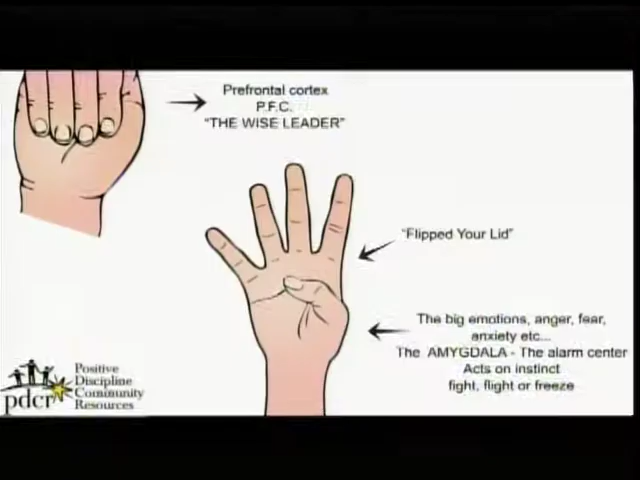 Prefrontal cortex
P.F.C.
"THE WISE LEADER"
"Flipped Your Lid"
The big emotions, anger, fear,
anxiety etc...
The AMYGDALA - The alarm center
Acts on instinct
fight, flight or freeze
pdcr
Positive
Discipline
Community
Resources